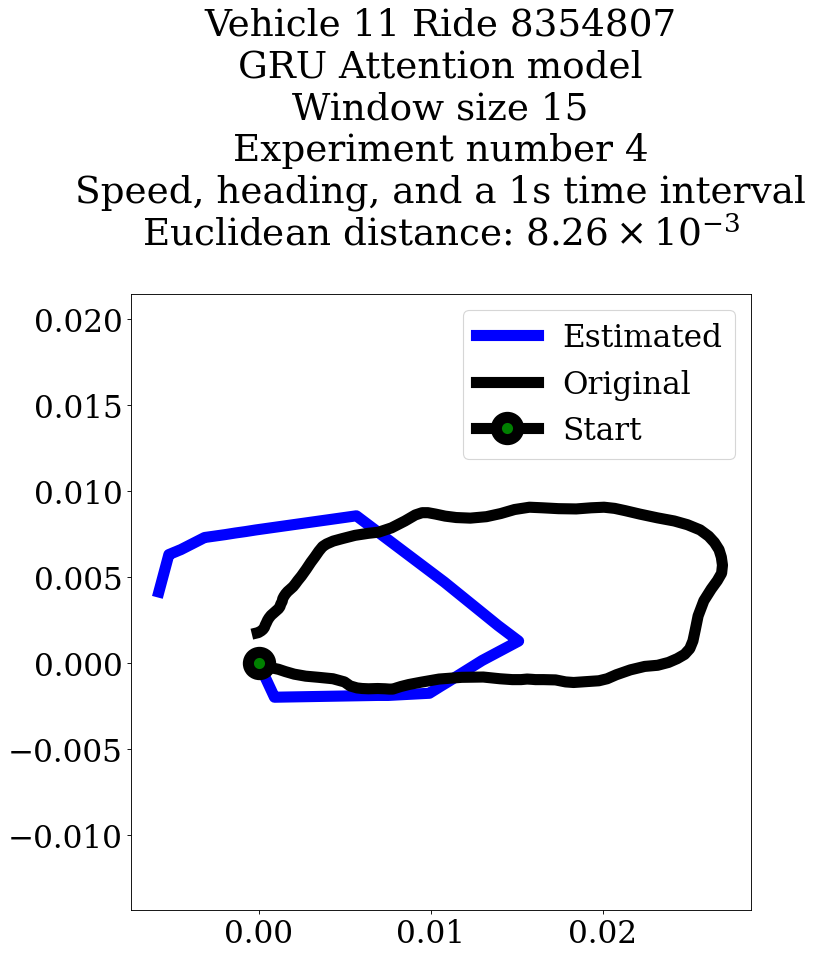 Vehicle 11 Ride 8354807
GRU Attention model
Window size 15
Experiment number 4
Speed, heading, and a 1s time interval
Euclidean distance: 8.26 × 10⁻³
Estimated
Original
Start
0.020
0.015
0.010
0.005
0.000
−0.005
−0.010
0.00 0.01 0.02